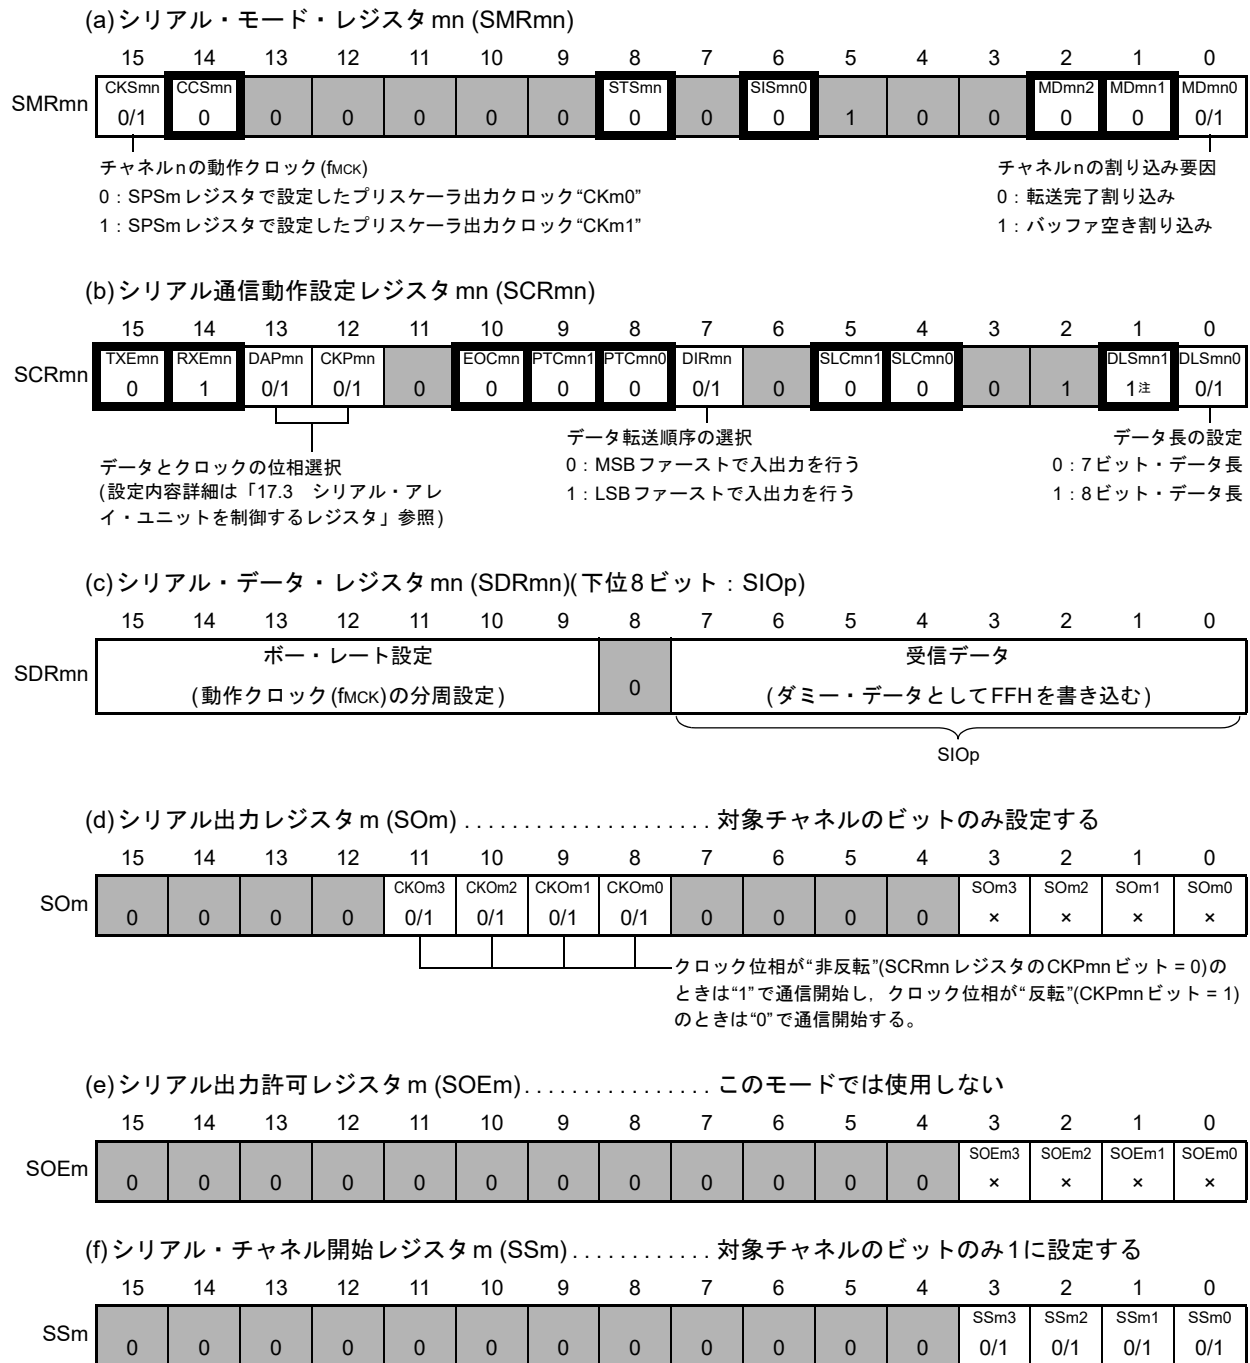 (a)シリアル・モード・レジスタmn (SMRmn)
15 14 13 12 11 10 9 8 7 6 5 4 3 2 1 0
CKSmn CCSmn STSmn SISmn0 MDmn2 MDmn1 MDmn0
SMRmn
0/1 0 0 0 0 0 0 0 0 0 1 0 0 0 0 0/1
チャネルnの動作クロック(fMCK) チャネルnの割り込み要因
0：SPSmレジスタで設定したプリスケーラ出力クロック“CKm0” 0：転送完了割り込み
1：SPSmレジスタで設定したプリスケーラ出力クロック“CKm1” 1：バッファ空き割り込み
(b)シリアル通信動作設定レジスタmn (SCRmn)
15 14 13 12 11 10 9 8 7 6 5 4 3 2 1 0
TXEmn RXEmn DAPmn CKPmn EOCmn PTCmn1 PTCmn0 DIRmn SLCmn1 SLCmn0 DLSmn1 DLSmn0
SCRmn
0 1 0/1 0/1 0 0 0 0 0/1 0 0 0 0 1 1注 0/1
データ転送順序の選択 データ長の設定
データとクロックの位相選択 0：MSBファーストで入出力を行う 0：7ビット・データ長
(設定内容詳細は「17.3　シリアル・アレ 1：LSBファーストで入出力を行う 1：8ビット・データ長
イ・ユニットを制御するレジスタ」参照)
(c)シリアル・データ・レジスタmn (SDRmn)(下位8ビット：SIOp)
15 14 13 12 11 10 9 8 7 6 5 4 3 2 1 0
ボー・レート設定 受信データ
SDRmn
(動作クロック(fMCK)の分周設定) 0 (ダミー・データとしてFFHを書き込む)
SIOp
(d)シリアル出力レジスタm (SOm) ..................... 対象チャネルのビットのみ設定する
15 14 13 12 11 10 9 8 7 6 5 4 3 2 1 0
CKOm3 CKOm2 CKOm1 CKOm0 SOm3 SOm2 SOm1 SOm0
SOm
0 0 0 0 0/1 0/1 0/1 0/1 0 0 0 0 × × × ×
クロック位相が“非反転”(SCRmnレジスタのCKPmnビット = 0)の
ときは“1”で通信開始し，クロック位相が“反転”(CKPmnビット = 1)
のときは“0”で通信開始する。
(e)シリアル出力許可レジスタm (SOEm)................ このモードでは使用しない
15 14 13 12 11 10 9 8 7 6 5 4 3 2 1 0
SOEm3 SOEm2 SOEm1 SOEm0
SOEm
0 0 0 0 0 0 0 0 0 0 0 0 × × × ×
(f)シリアル・チャネル開始レジスタm (SSm)............ 対象チャネルのビットのみ1に設定する
15 14 13 12 11 10 9 8 7 6 5 4 3 2 1 0
SSm3 SSm2 SSm1 SSm0
SSm
0 0 0 0 0 0 0 0 0 0 0 0 0/1 0/1 0/1 0/1